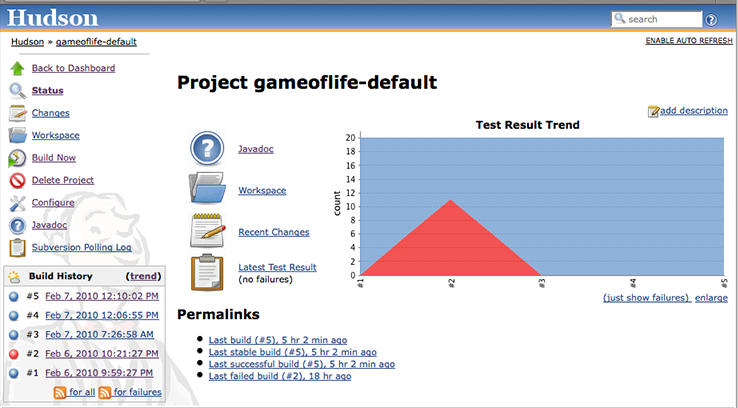 Hudson
search
Hudson » gameoflife-default
ENABLE AUTO REFRESH
Back to Dashboard
Status
Changes
Workspace
Build Now
Delete Project
Configure
Javadoc
Subversion Polling Log
Build History (trend)
#5 Feb 7, 2010 12:10:02 PM
#4 Feb 7, 2010 12:06:55 PM
#3 Feb 7, 2010 7:26:58 AM
#2 Feb 6, 2010 10:21:27 PM
#1 Feb 6, 2010 9:59:27 PM
for all for failures
Project gameoflife-default
add description
Javadoc
Workspace
Recent Changes
Latest Test Result
(no failures)
Test Result Trend
count
20
18
16
14
12
10
8
6
4
2
0
#1 #2 #3 #4 #5
(just show failures) enlarge
Permalinks
Last build (#5), 5 hr 2 min ago
Last stable build (#5), 5 hr 2 min ago
Last successful build (#5), 5 hr 2 min ago
Last failed build (#2), 18 hr ago